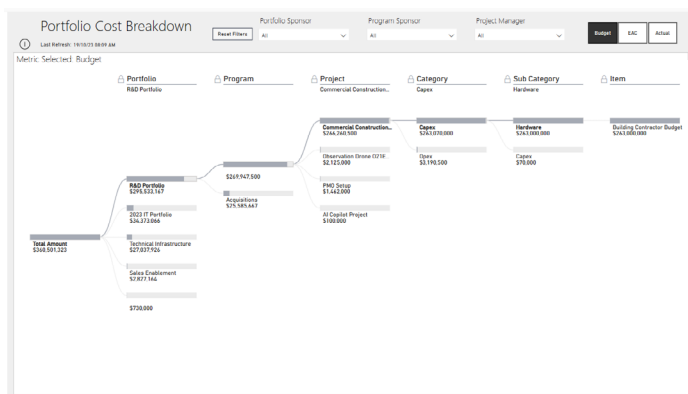 Portfolio Cost Breakdown
Last Refresh: 19/10/23 08:09 AM
Reset Filters
Portfolio Sponsor
All
Program Sponsor
All
Project Manager
All
Budget
EAC
Actual
Metric Selected: Budget
Portfolio
R&D Portfolio
Program
Project
Commercial Construction...
Category
Capex
Sub Category
Hardware
Item
Total Amount
$360,501,323
R&D Portfolio
$295,533,167
2023 IT Portfolio
$34,373,066
Technical Infrastructure
$27,037,926
Sales Enablement
$2,827,164
$730,000
$269,947,500
Acquisitions
$25,585,667
Commercial Construction...
$266,260,500
Observation Drone
$2,125,000
PMO Setup
$1,462,000
AI Copilot Project
$100,000
Capex
$263,070,000
Opex
$3,190,500
Hardware
$263,000,000
Capex
$70,000
Building Contractor Budget
$263,000,000